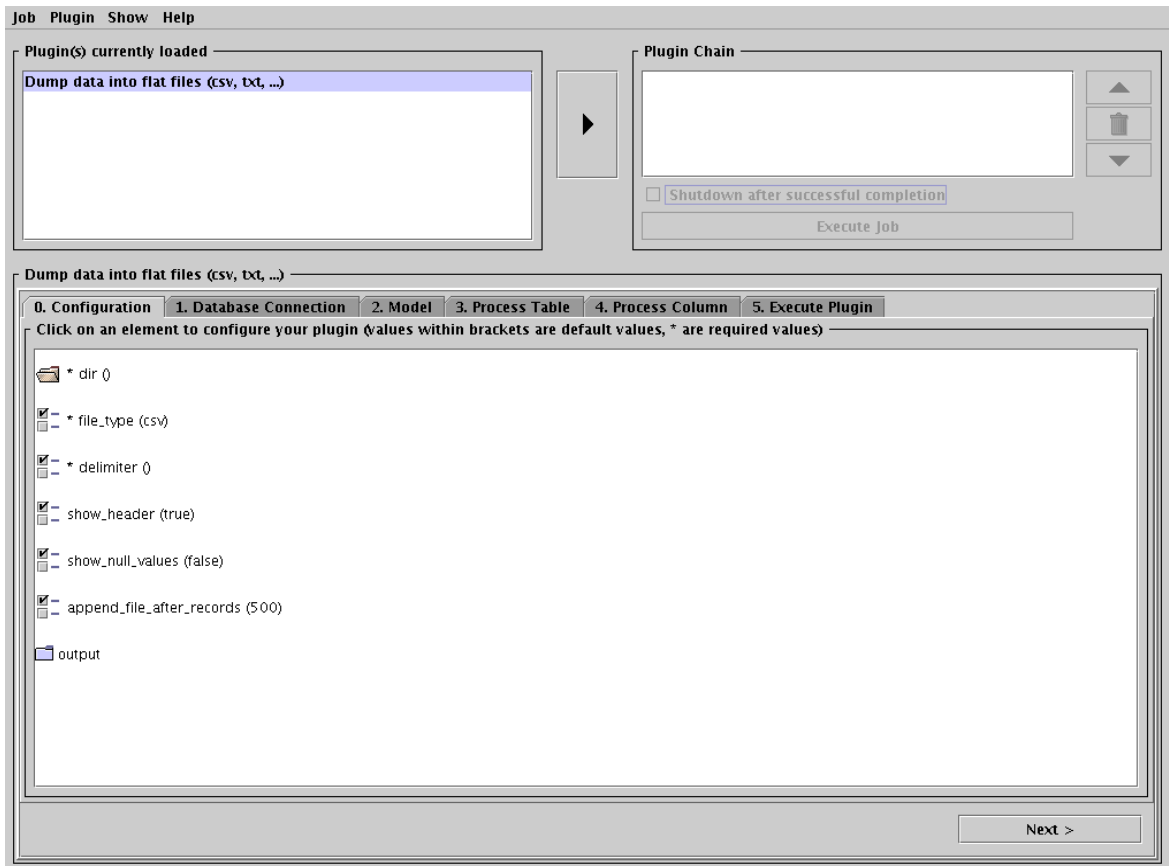 Job Plugin Show Help
Plugin(s) currently loaded
Dump data into flat files (csv, txt, ...)
Plugin Chain
Shutdown after successful completion
Execute Job
Dump data into flat files (csv, txt, ...)
0. Configuration 1. Database Connection 2. Model 3. Process Table 4. Process Column 5. Execute Plugin
Click on an element to configure your plugin (values within brackets are default values, * are required values)
* dir ()
* file_type (csv)
* delimiter ()
show_header (true)
show_null_values (false)
append_file_after_records (500)
output
Next >